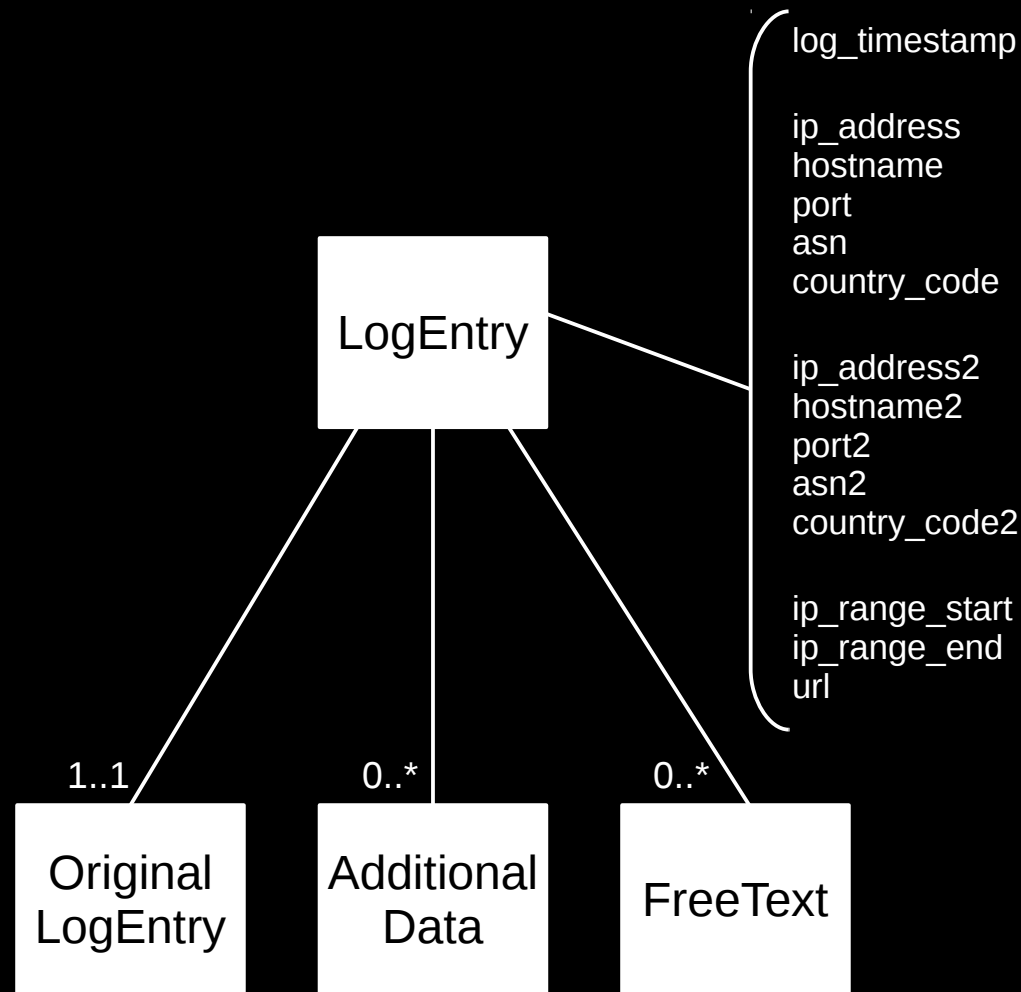 log_timestamp
ip_address
hostname
port
asn
country_code
LogEntry
ip_address2
hostname2
port2
asn2
country_code2
ip_range_start
ip_range_end
url
1..1
0..*
0..*
Original
LogEntry
Additional
Data
FreeText